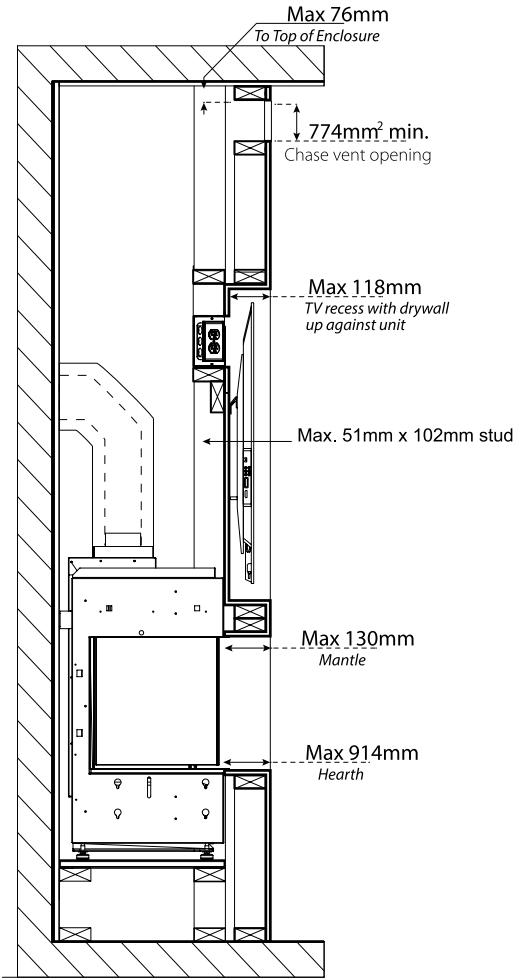 Max 76mm
To Top of Enclosure
774mm² min.
Chase vent opening
Max 118mm
TV recess with drywall
up against unit
Max. 51mm x 102mm stud
Max 130mm
Mantle
Max 914mm
Hearth